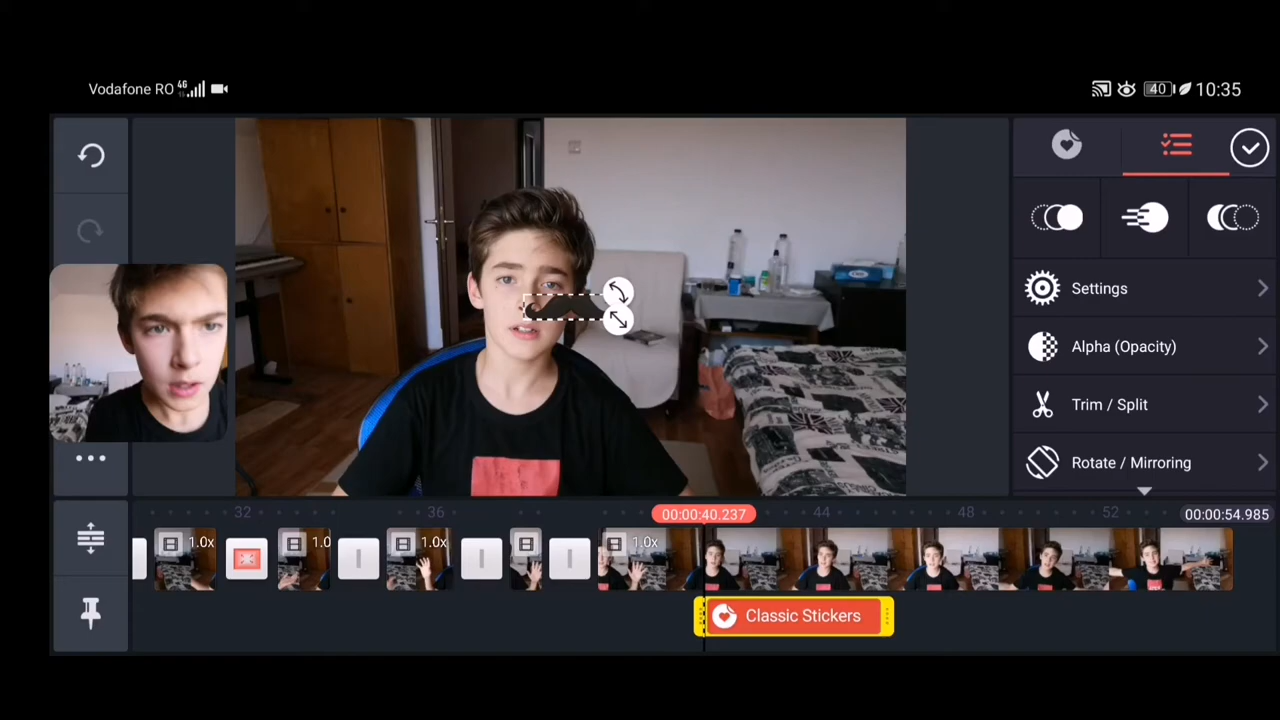 Vodafone RO 4G
40 10:35
Settings
Alpha (Opacity)
Trim / Split
Rotate / Mirroring
32 36 00:00:40.237 44 48 52 00:00:54.985
1.0x 1.0 1.0x 1.0x
Classic Stickers